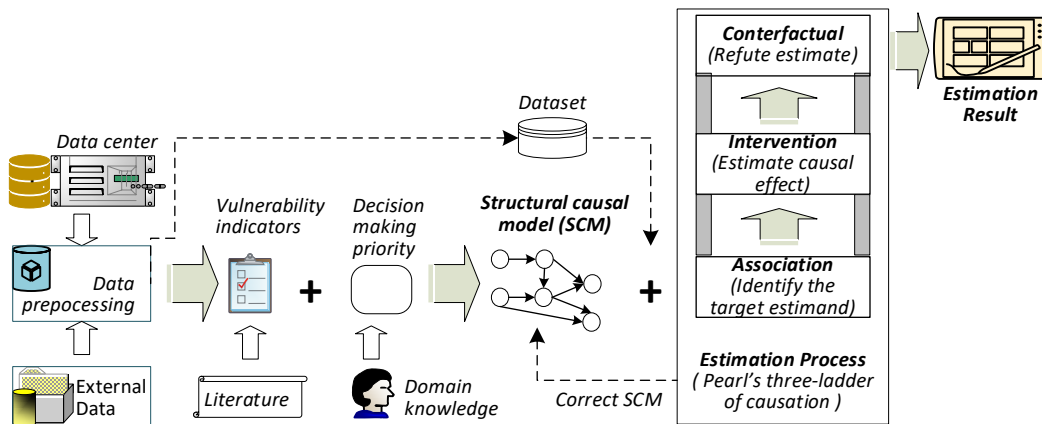 Data center
Data
prepocessing
External
Data
Vulnerability
indicators
+
Literature
Decision
making
priority
Domain
knowledge
Dataset
Structural causal
model (SCM)
+
Correct SCM
Conterfactual
(Refute estimate)
Intervention
(Estimate causal
effect)
Association
(Identify the
target estimand)
Estimation Process
( Pearl's three-ladder
of causation )
Estimation
Result